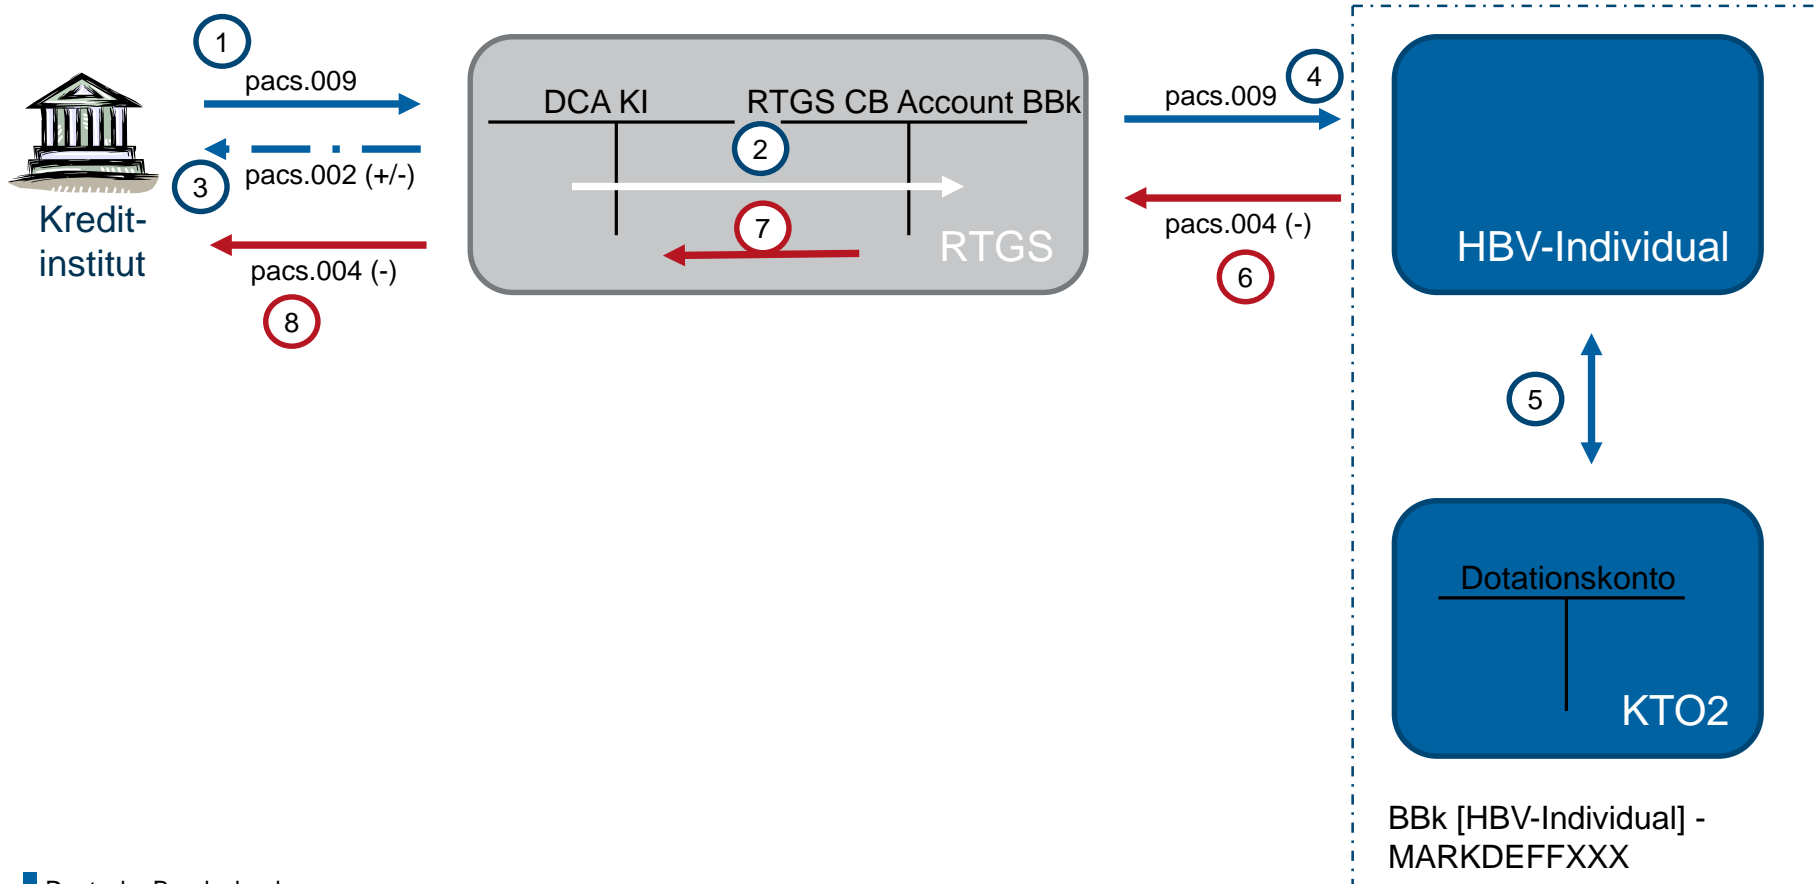 1
pacs.009
3
pacs.002 (+/-)
Kredit-
institut
pacs.004 (-)
8
DCA KI
RTGS CB Account BBk
2
7
RTGS
pacs.009
4
pacs.004 (-)
6
HBV-Individual
5
Dotationskonto
KTO2
BBk [HBV-Individual] -
MARKDEFFXXX